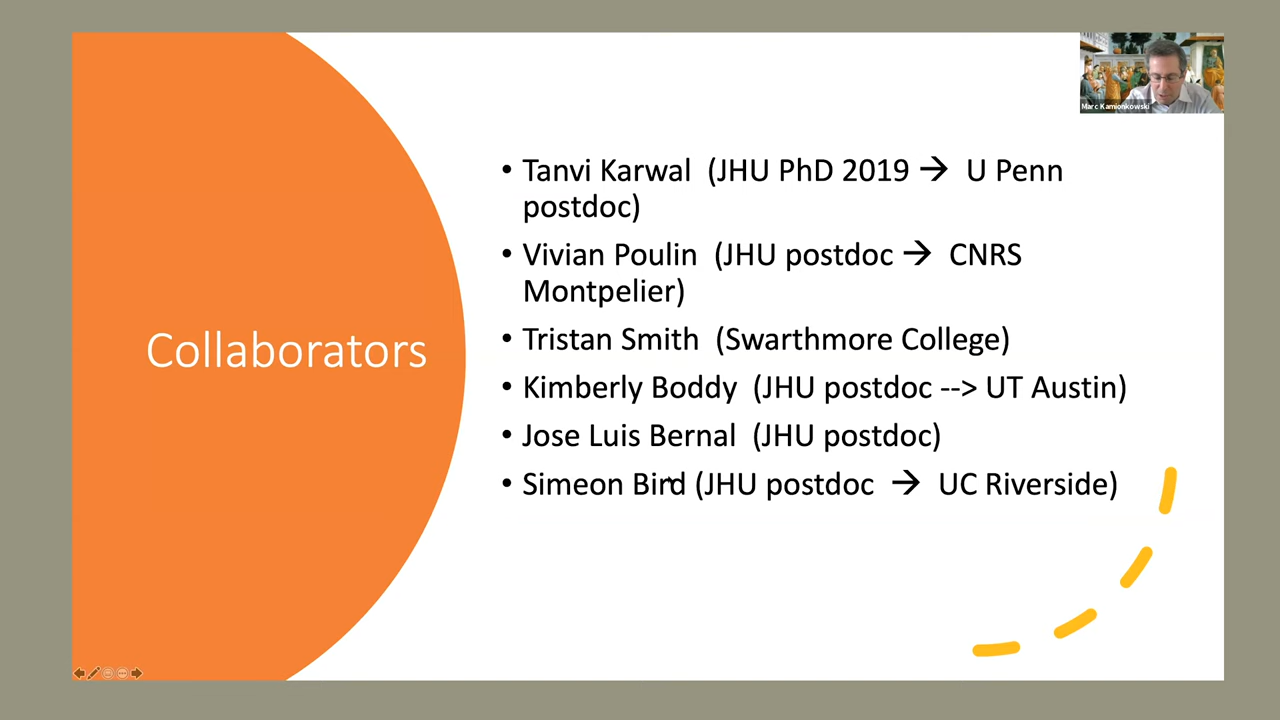 Marc Kamionkowski
Collaborators
• Tanvi Karwal (JHU PhD 2019 → U Penn
postdoc)
• Vivian Poulin (JHU postdoc → CNRS
Montpelier)
• Tristan Smith (Swarthmore College)
• Kimberly Boddy (JHU postdoc --> UT Austin)
• Jose Luis Bernal (JHU postdoc)
• Simeon Bird (JHU postdoc → UC Riverside)